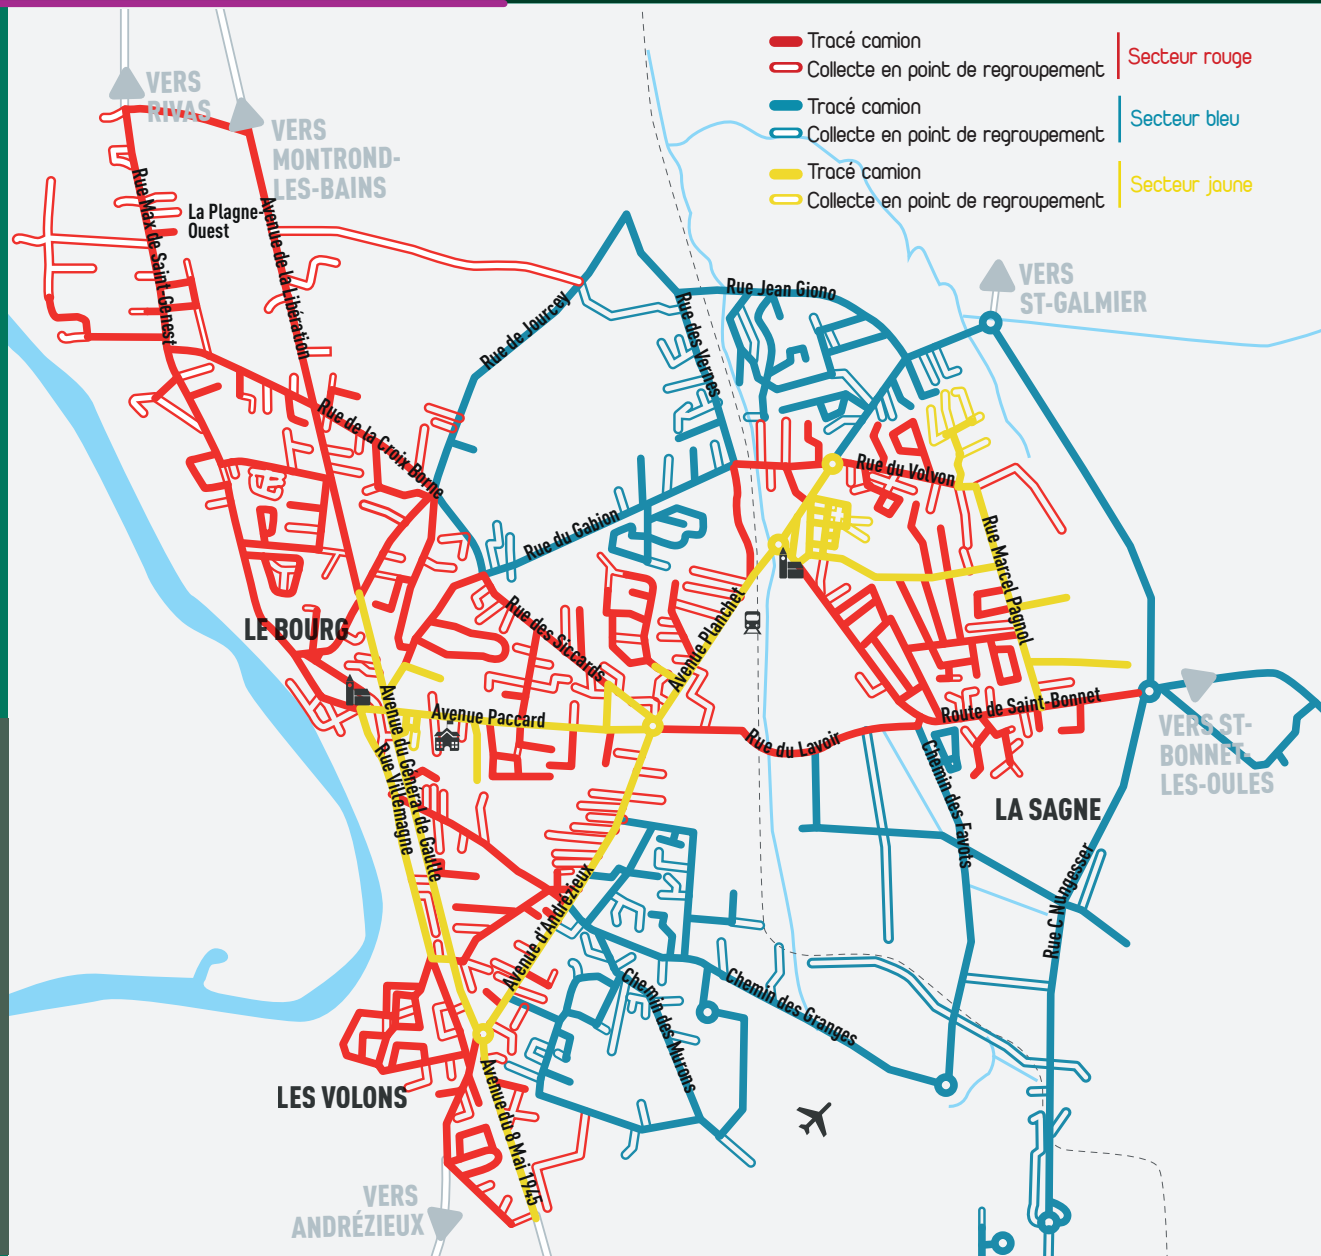 Tracé camion
Collecte en point de regroupement
Secteur rouge
Tracé camion
Collecte en point de regroupement
Secteur bleu
Tracé camion
Collecte en point de regroupement
Secteur jaune
VERS
RIVAS
VERS
MONTROND-
LES-BAINS
La Plagne-
Ouest
Rue Max de Saint-Genest
Avenue de la Libération
VERS
ST-GALMIER
Rue Jean Giono
Rue des Vernes
Rue de Jourcey
Rue de la Croix Borne
Rue du Volvon
Rue du Gabion
Rue Marcel Pagnol
LE BOURG
Rue des Siccards
Avenue Planchet
Avenue Paccard
Avenue du Général de Gaulle
Rue Villemagne
Rue du Lavoir
Route de Saint-Bonnet
VERS ST-
BONNET-
LES-OULES
LA SAGNE
Chemin des Favots
Rue C Nungesser
Avenue d'Andrézieux
Chemin des Murons
Chemin des Granges
LES VOLONS
Avenue du 8 Mai 1945
VERS
ANDRÉZIEUX